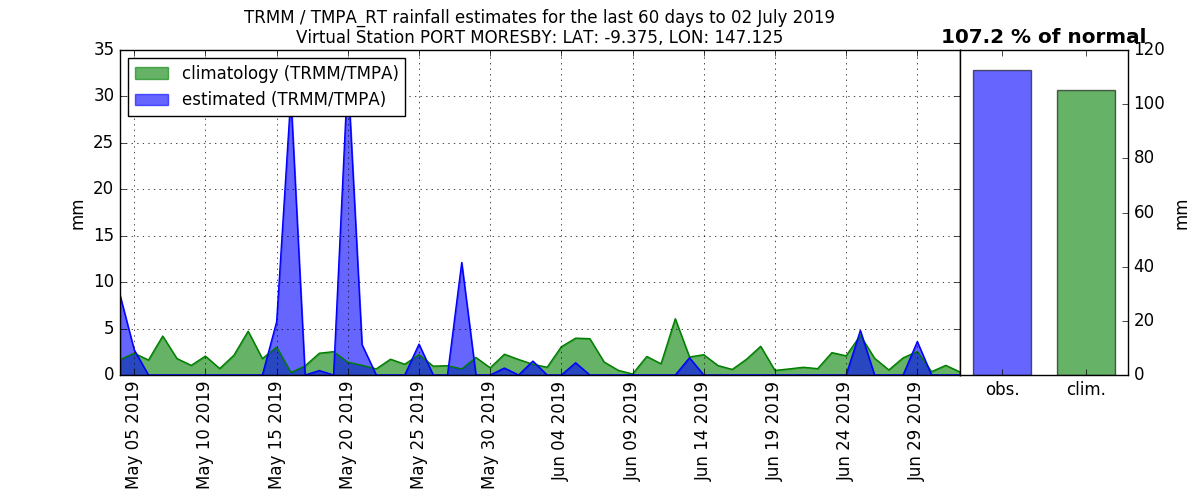 TRMM / TMPA_RT rainfall estimates for the last 60 days to 02 July 2019
Virtual Station PORT MORESBY: LAT: -9.375, LON: 147.125
107.2 % of normal
climatology (TRMM/TMPA)
estimated (TRMM/TMPA)
mm
35
30
25
20
15
10
5
0
May 05 2019
May 10 2019
May 15 2019
May 20 2019
May 25 2019
May 30 2019
Jun 04 2019
Jun 09 2019
Jun 14 2019
Jun 19 2019
Jun 24 2019
Jun 29 2019
120
100
80
60
40
20
0
mm
obs.
clim.